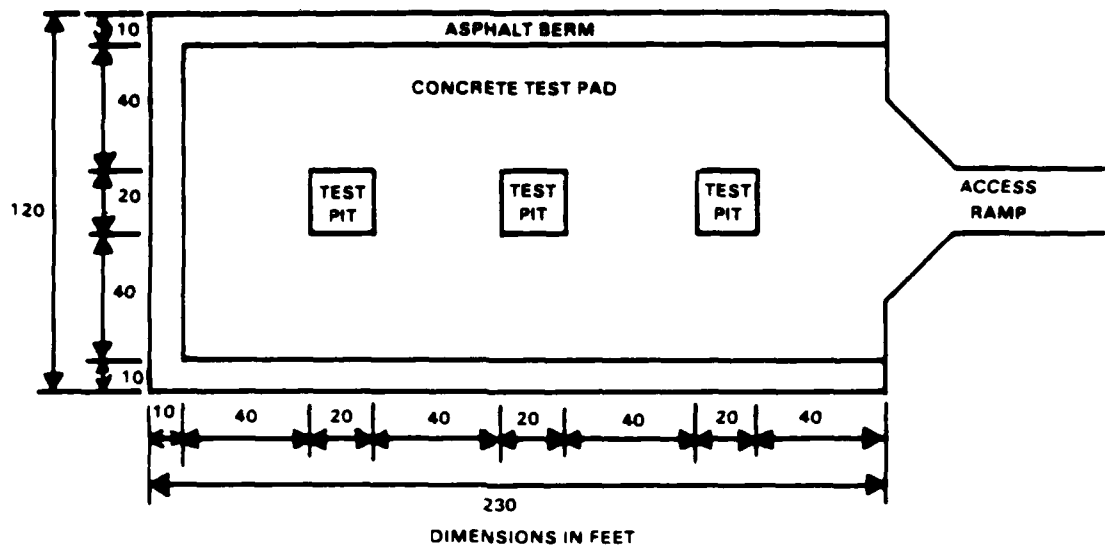 10
ASPHALT BERM
40
CONCRETE TEST PAD
120
20
TEST
PIT
TEST
PIT
TEST
PIT
ACCESS
RAMP
40
10
10
40
20
40
20
40
20
40
230
DIMENSIONS IN FEET